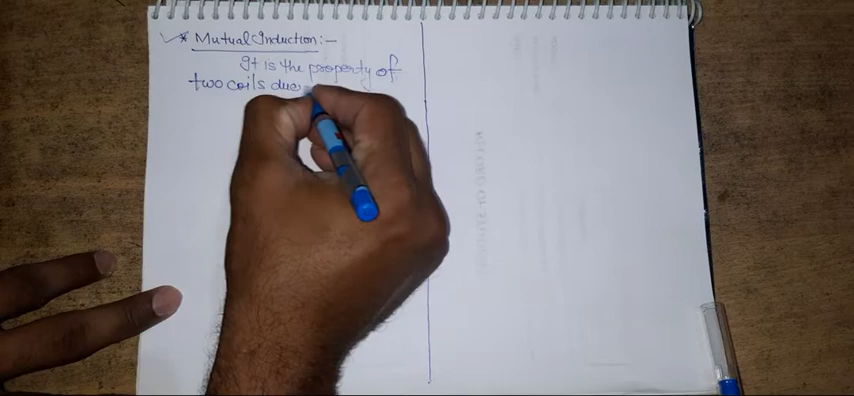 * Mutual Induction:-
It is the property of
two coils due